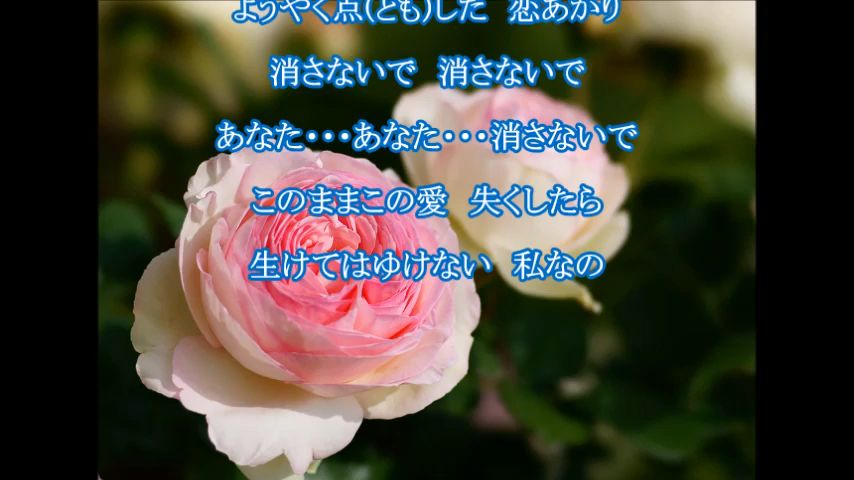 ようやく点(とも)した　恋あかり
消さないで　消さないで
あなた・・・あなた・・・消さないで
このままこの愛　失くしたら
生けてはゆけない　私なの